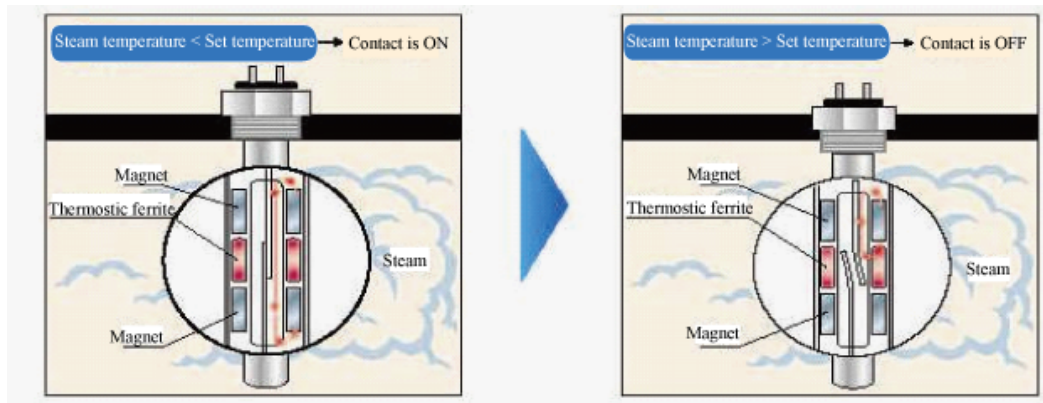 Steam temperature < Set temperature
Contact is ON
Magnet
Thermostic ferrite
Steam
Magnet
Steam temperature > Set temperature
Contact is OFF
Magnet
Thermostic ferrite
Steam
Magnet